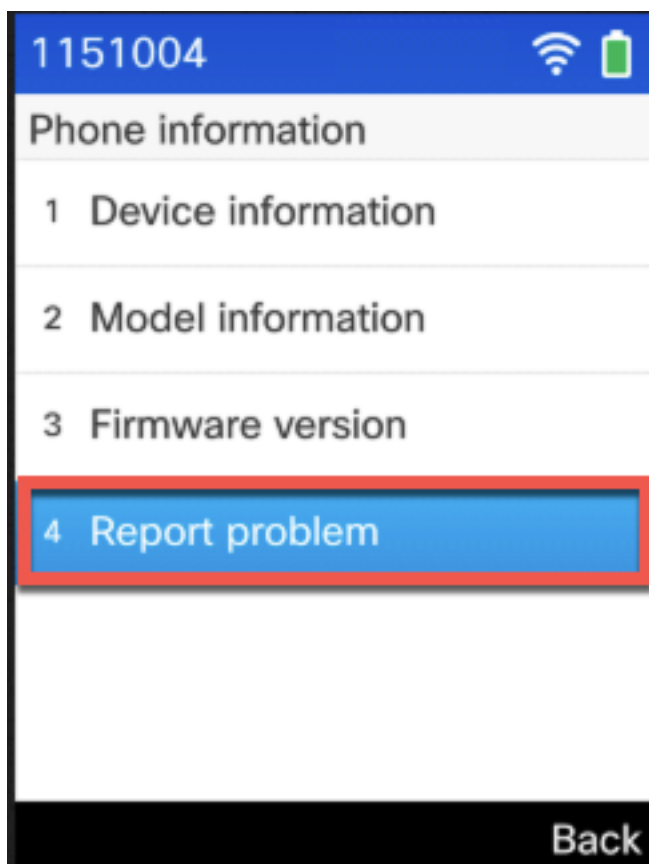 1151004
Phone information
1 Device information
2 Model information
3 Firmware version
4 Report problem
Back